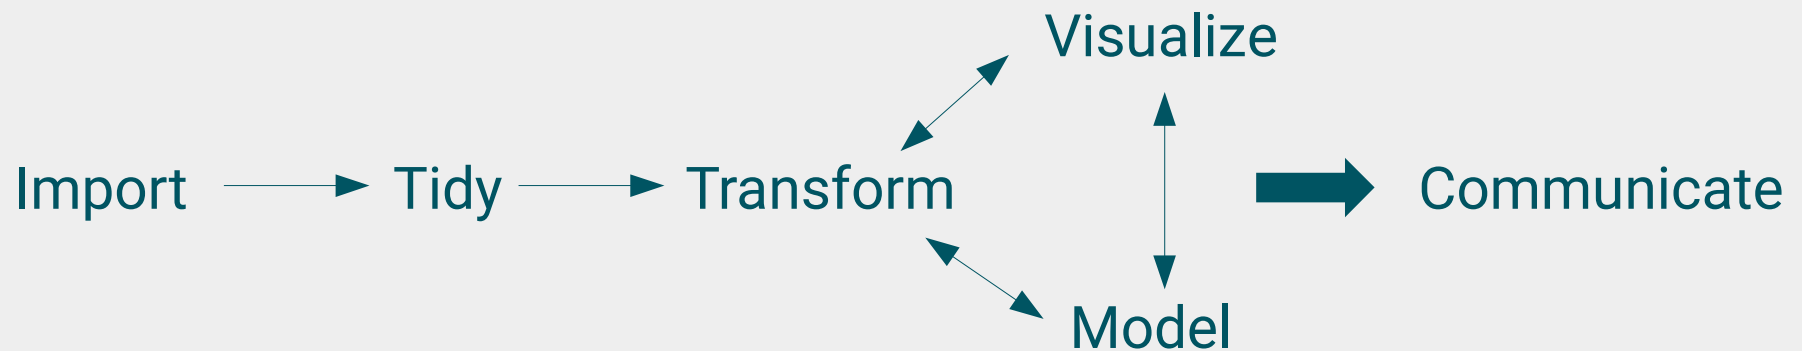 Visualize
Import
Tidy
Transform
Communicate
Model